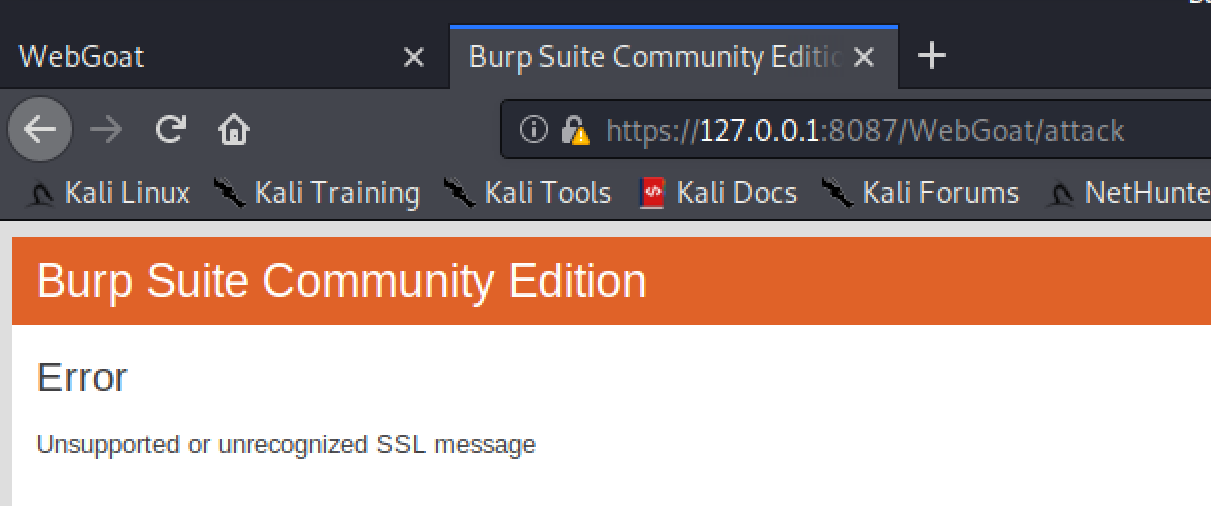 WebGoat
Burp Suite Community Editic
https://127.0.0.1:8087/WebGoat/attack
Kali Linux Kali Training Kali Tools Kali Docs Kali Forums NetHunte
Burp Suite Community Edition
Error
Unsupported or unrecognized SSL message